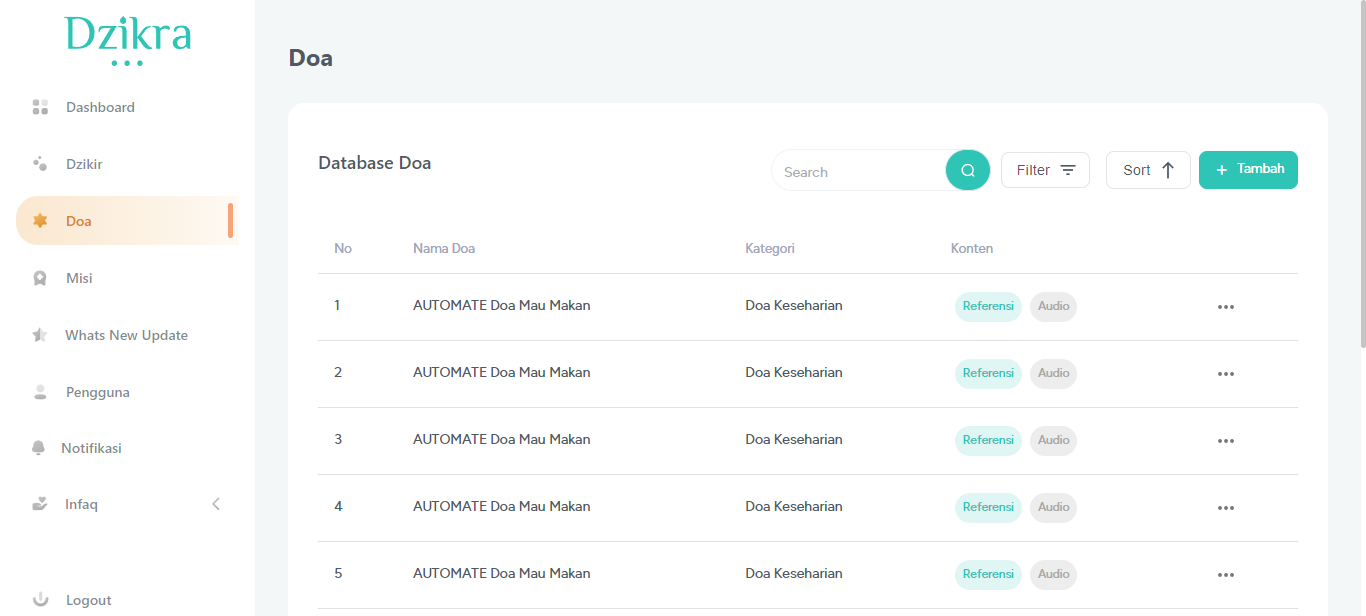 Dzikra
Dashboard
Dzikir
Doa
Misi
Whats New Update
Pengguna
Notifikasi
Infaq
Logout
Doa
Database Doa
Search
Filter
Sort
+ Tambah
No Nama Doa Kategori Konten
1 AUTOMATE Doa Mau Makan Doa Keseharian Referensi Audio
2 AUTOMATE Doa Mau Makan Doa Keseharian Referensi Audio
3 AUTOMATE Doa Mau Makan Doa Keseharian Referensi Audio
4 AUTOMATE Doa Mau Makan Doa Keseharian Referensi Audio
5 AUTOMATE Doa Mau Makan Doa Keseharian Referensi Audio